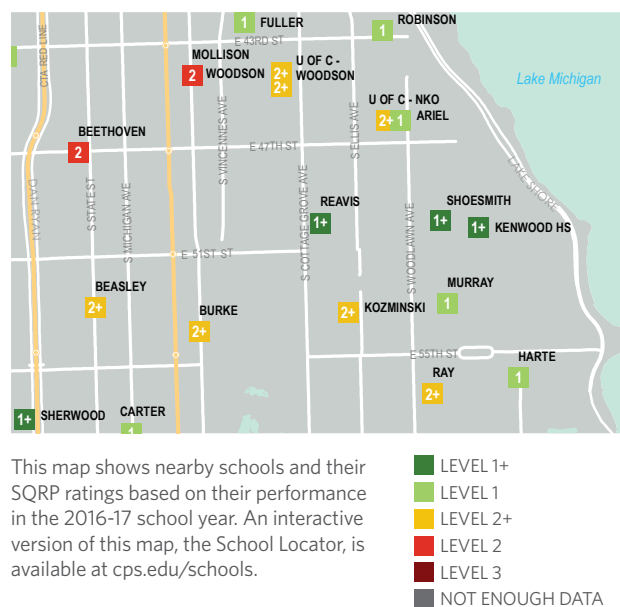 1 FULLER
1 ROBINSON
E 43RD ST
CTA RED LINE
MOLLISON
2 WOODSON
2+ U OF C -
2+ WOODSON
Lake Michigan
S VINCENNES AVE
S ELLIS AVE
U OF C - NKO
2+ 1 ARIEL
BEETHOVEN
2
E 47TH ST
LAKE SHORE
DAN RYAN
S STATE ST
S MICHIGAN AVE
S COTTAGE GROVE AVE
S WOODLAWN AVE
REAVIS
1+
SHOESMITH
1+
1+ KENWOOD HS
E 51ST ST
BEASLEY
2+
BURKE
2+
2+ KOZMINSKI
MURRAY
1
E 55TH ST
HARTE
1
RAY
2+
1+ SHERWOOD
CARTER
1
This map shows nearby schools and their
SQRP ratings based on their performance
in the 2016-17 school year. An interactive
version of this map, the School Locator, is
available at cps.edu/schools.
LEVEL 1+
LEVEL 1
LEVEL 2+
LEVEL 2
LEVEL 3
NOT ENOUGH DATA